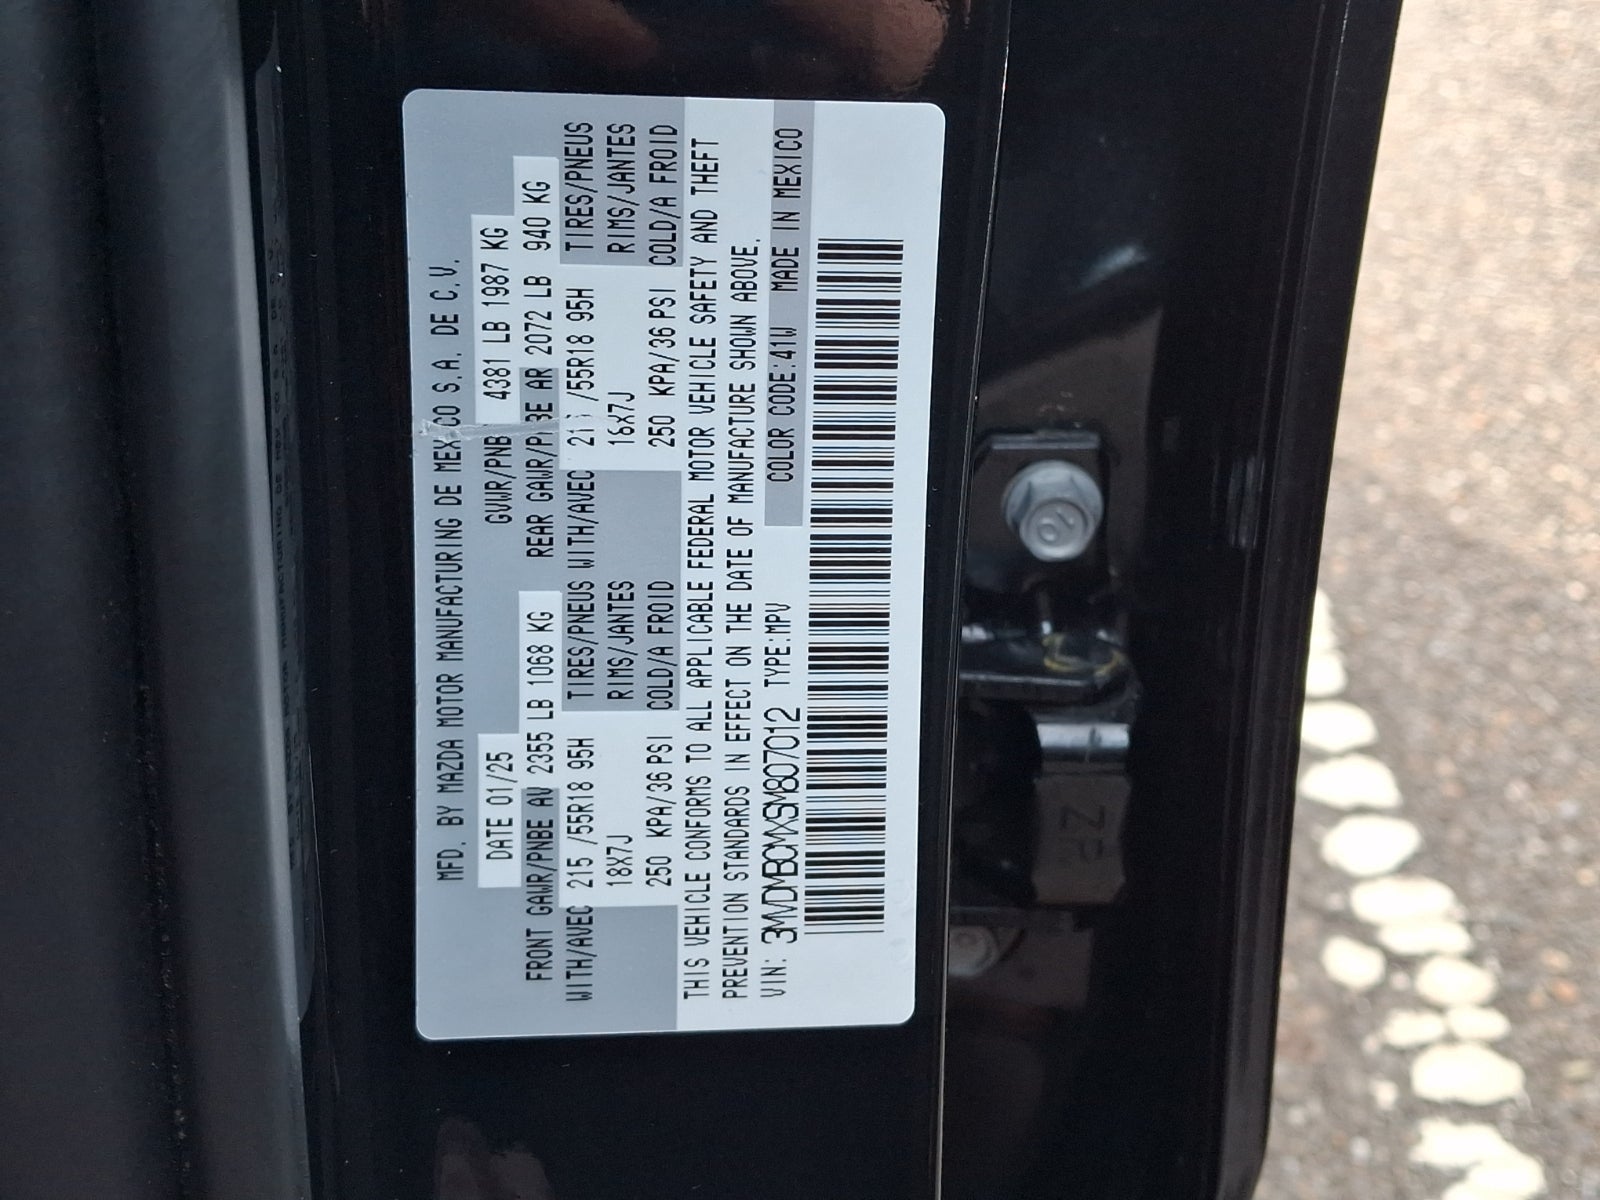 MFD. BY MAZDA MOTOR MANUFACTURING DE MEXICO S.A. DE C.V.
DATE 01/25 GVWR/PNBV 4381 LB 1987 KG
FRONT GAWR/PNBE AV 2355 LB 1068 KG REAR GAWR/PNBE AR 2072 LB 940 KG
WITH/AVEC 215 /55R18 95H TIRES/PNEUS WITH/AVEC 215 /55R18 95H TIRES/PNEUS
18X7J RIMS/JANTES 18X7J RIMS/JANTES
250 KPA/36 PSI COLD/A FROID 250 KPA/36 PSI COLD/A FROID
THIS VEHICLE CONFORMS TO ALL APPLICABLE FEDERAL MOTOR VEHICLE SAFETY AND THEFT
PREVENTION STANDARDS IN EFFECT ON THE DATE OF MANUFACTURE SHOWN ABOVE.
VIN: 3MVDMBCMXSM807012 TYPE:MPV COLOR CODE:41W MADE IN MEXICO